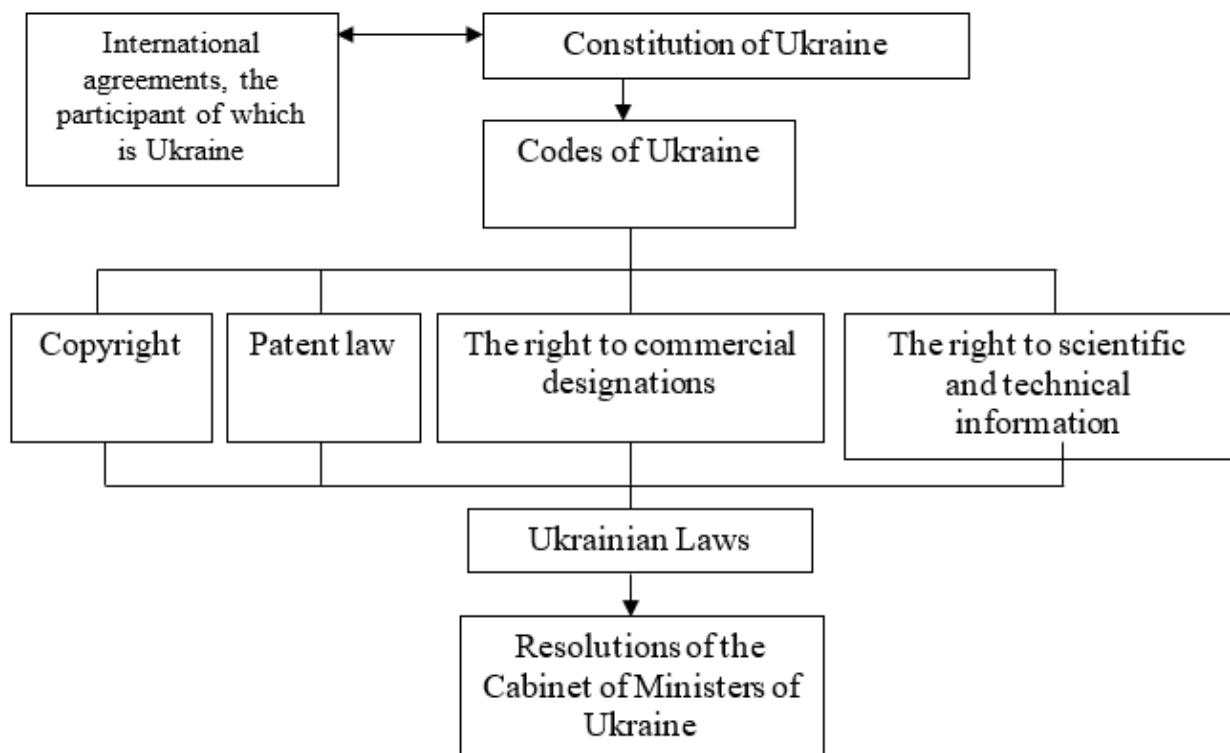 International
agreements, the
participant of which
is Ukraine
Constitution of Ukraine
Codes of Ukraine
Copyright
Patent law
The right to commercial
designations
The right to scientific
and technical
information
Ukrainian Laws
Resolutions of the
Cabinet of Ministers of
Ukraine